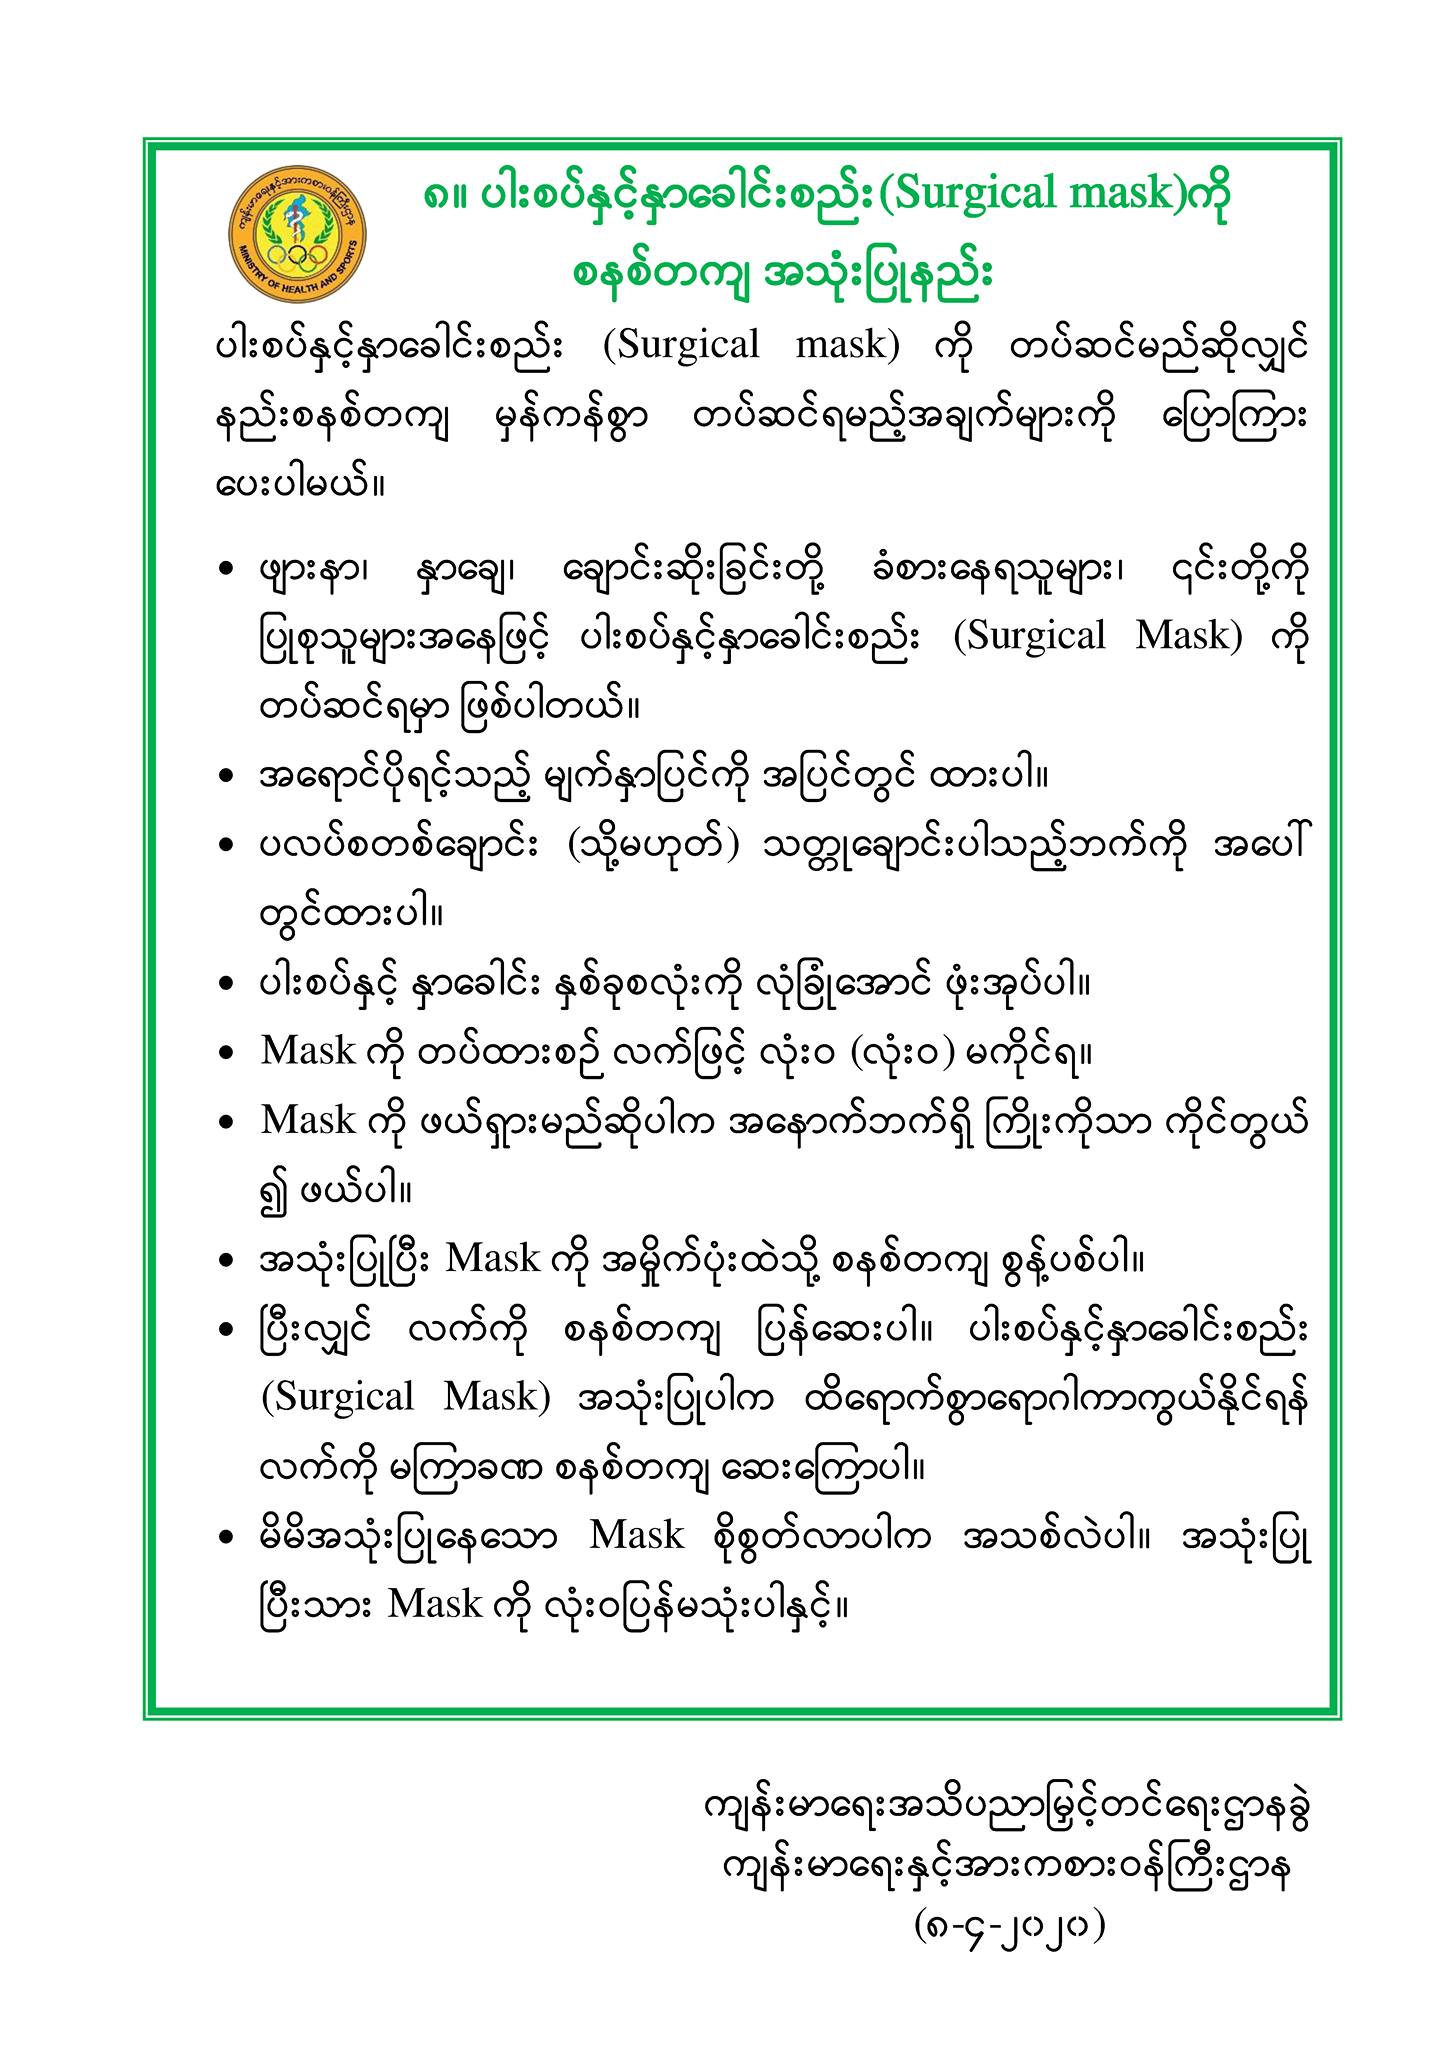 ကျန်းမာရေးနှင့်အားကစားဝန်ကြီးဌာန
MINISTRY OF HEALTH AND SPORTS
၈။ ပါးစပ်နှင့်နှာခေါင်းစည်း(Surgical mask)ကို
စနစ်တကျ အသုံးပြုနည်း
ပါးစပ်နှင့်နှာခေါင်းစည်း (Surgical mask) ကို တပ်ဆင်မည်ဆိုလျှင်
နည်းစနစ်တကျ မှန်ကန်စွာ တပ်ဆင်ရမည့်အချက်များကို ပြောကြား
ပေးပါမယ်။
• ဖျားနာ၊ နှာချေ၊ ချောင်းဆိုးခြင်းတို့ ခံစားနေရသူများ၊ ၎င်းတို့ကို
ပြုစုသူများအနေဖြင့် ပါးစပ်နှင့်နှာခေါင်းစည်း (Surgical Mask) ကို
တပ်ဆင်ရမှာ ဖြစ်ပါတယ်။
• အရောင်ပိုရင့်သည့် မျက်နှာပြင်ကို အပြင်တွင် ထားပါ။
• ပလပ်စတစ်ချောင်း (သို့မဟုတ်) သတ္တုချောင်းပါသည့်ဘက်ကို အပေါ်
တွင်ထားပါ။
• ပါးစပ်နှင့် နှာခေါင်း နှစ်ခုစလုံးကို လုံခြုံအောင် ဖုံးအုပ်ပါ။
• Mask ကို တပ်ထားစဉ် လက်ဖြင့် လုံးဝ (လုံးဝ) မကိုင်ရ။
• Mask ကို ဖယ်ရှားမည်ဆိုပါက အနောက်ဘက်ရှိ ကြိုးကိုသာ ကိုင်တွယ်
၍ ဖယ်ပါ။
• အသုံးပြုပြီး Mask ကို အမှိုက်ပုံးထဲသို့ စနစ်တကျ စွန့်ပစ်ပါ။
• ပြီးလျှင် လက်ကို စနစ်တကျ ပြန်ဆေးပါ။ ပါးစပ်နှင့်နှာခေါင်းစည်း
(Surgical Mask) အသုံးပြုပါက ထိရောက်စွာရောဂါကာကွယ်နိုင်ရန်
လက်ကို မကြာခဏ စနစ်တကျ ဆေးကြောပါ။
• မိမိအသုံးပြုနေသော Mask စိုစွတ်လာပါက အသစ်လဲပါ။ အသုံးပြု
ပြီးသား Mask ကို လုံးဝပြန်မသုံးပါနှင့်။
ကျန်းမာရေးအသိပညာမြှင့်တင်ရေးဌာနခွဲ
ကျန်းမာရေးနှင့်အားကစားဝန်ကြီးဌာန
(၈-၄-၂၀၂၀)